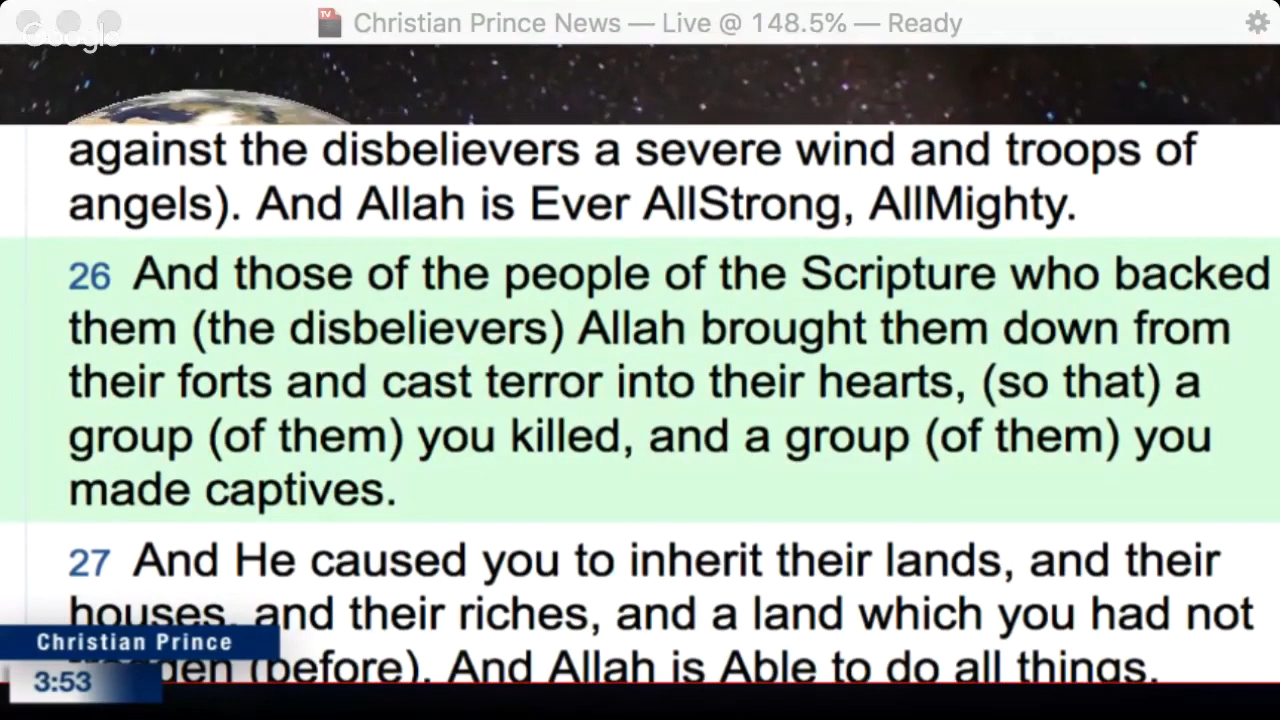 Christian Prince News — Live @ 148.5% — Ready
Google
against the disbelievers a severe wind and troops of
angels). And Allah is Ever AllStrong, AllMighty.
26 And those of the people of the Scripture who backed
them (the disbelievers) Allah brought them down from
their forts and cast terror into their hearts, (so that) a
group (of them) you killed, and a group (of them) you
made captives.
27 And He caused you to inherit their lands, and their
houses, and their riches, and a land which you had not
(before). And Allah is Able to do all things.
Christian Prince
3:53